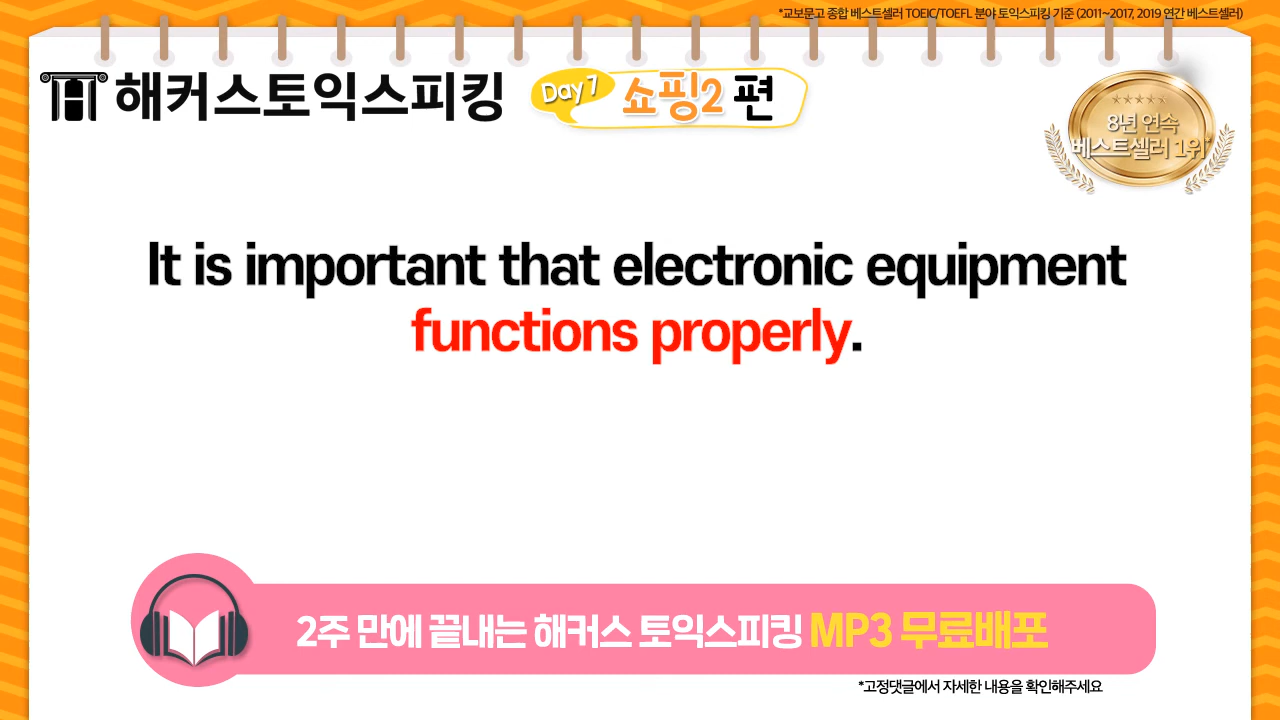 *교보문고 종합 베스트셀러 TOEIC/TOEFL 분야 토익스피킹 기준 (2011~2017, 2019 연간 베스트셀러)
해커스토익스피킹 Day 7 쇼핑2 편
8년 연속
베스트셀러 1위*
It is important that electronic equipment
functions properly.
2주 만에 끝내는 해커스 토익스피킹 MP3 무료배포
*고정댓글에서 자세한 내용을 확인해주세요